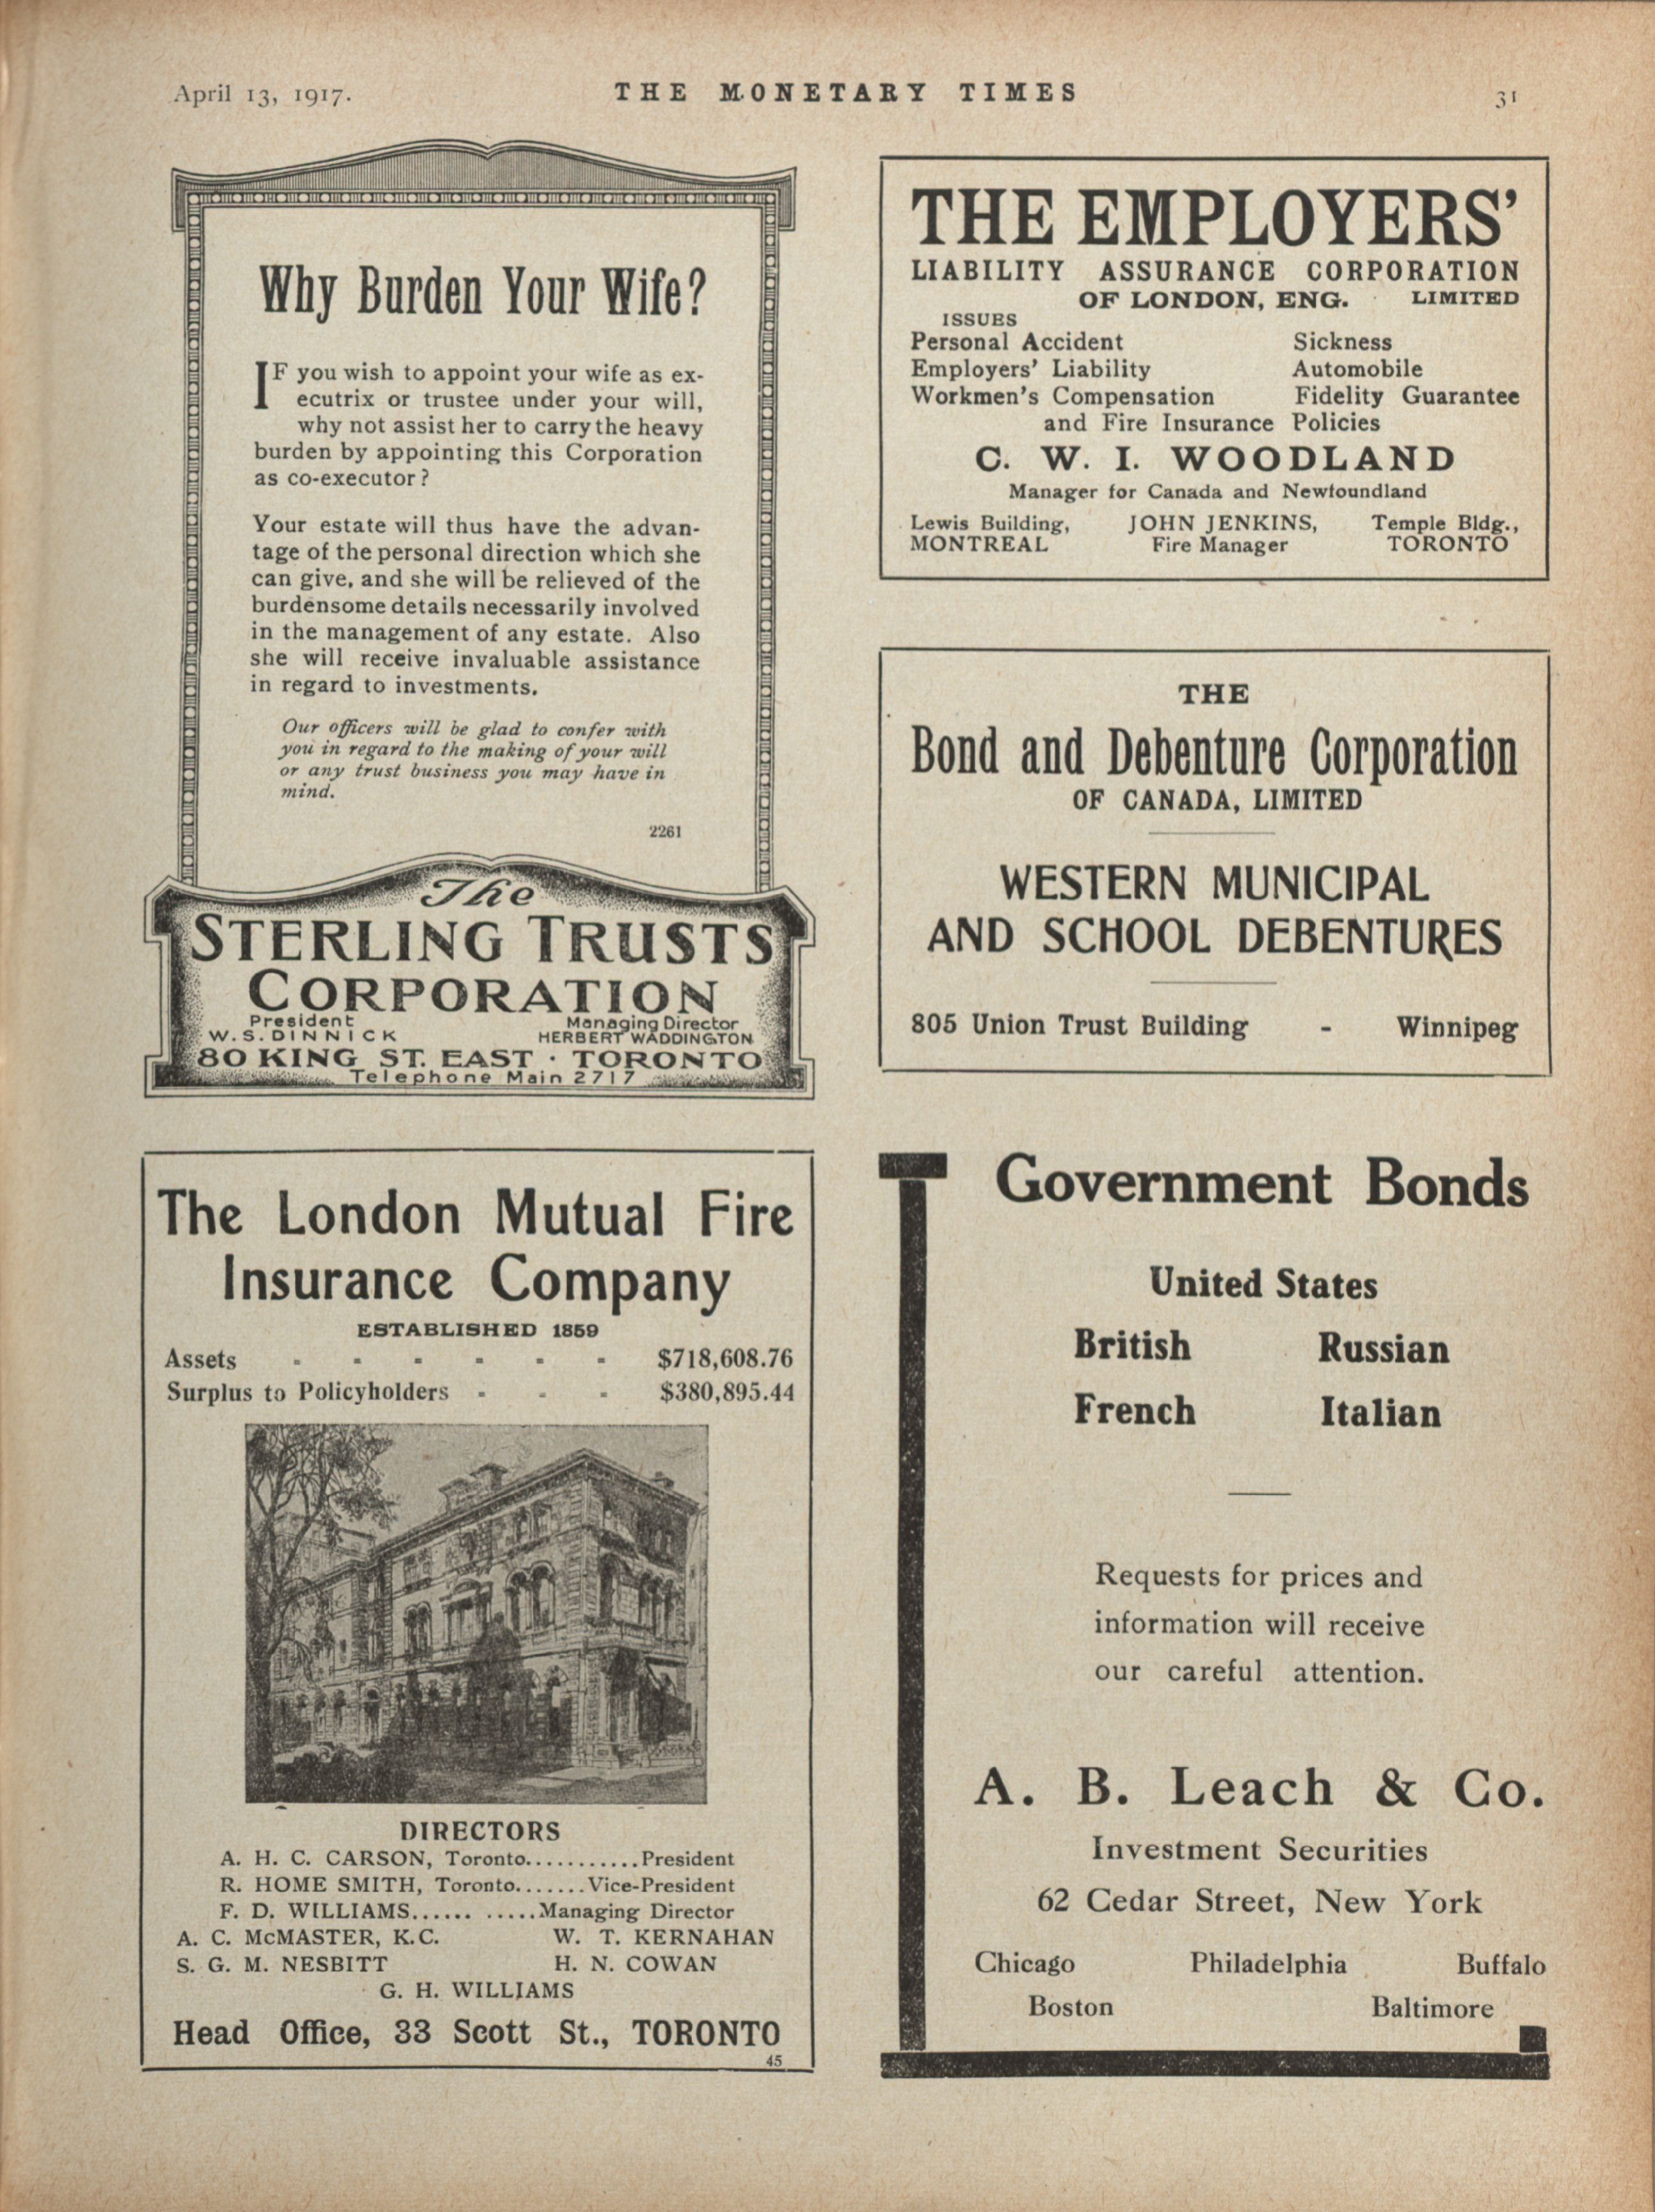 April 13, 1917.
THE MONETARY TIMES
31
Why Burden Your Wife?
IF you wish to appoint your wife as ex-
ecutrix or trustee under your will,
why not assist her to carry the heavy
burden by appointing this Corporation
as co-executor?
Your estate will thus have the advan-
tage of the personal direction which she
can give, and she will be relieved of the
burdensome details necessarily involved
in the management of any estate. Also
she will receive invaluable assistance
in regard to investments.
Our officers will be glad to confer with
you in regard to the making of your will
or any trust business you may have in
mind.
2261
The
STERLING TRUSTS
CORPORATION
President Managing Director
W. S. DINNICK HERBERT WADDINGTON
80 KING ST. EAST · TORONTO
Telephone Main 2717
The London Mutual Fire
Insurance Company
ESTABLISHED 1859
Assets - - - - - - $718,608.76
Surplus to Policyholders - - - $380,895.44
DIRECTORS
A. H. C. CARSON, Toronto...........President
R. HOME SMITH, Toronto.......Vice-President
F. D. WILLIAMS...... .....Managing Director
A. C. McMASTER, K.C. W. T. KERNAHAN
S. G. M. NESBITT H. N. COWAN
G. H. WILLIAMS
Head Office, 33 Scott St., TORONTO
45
THE EMPLOYERS'
LIABILITY ASSURANCE CORPORATION
OF LONDON, ENG. LIMITED
ISSUES
Personal Accident Sickness
Employers' Liability Automobile
Workmen's Compensation Fidelity Guarantee
and Fire Insurance Policies
C. W. I. WOODLAND
Manager for Canada and Newfoundland
Lewis Building, JOHN JENKINS, Temple Bldg.,
MONTREAL Fire Manager TORONTO
THE
Bond and Debenture Corporation
OF CANADA, LIMITED
WESTERN MUNICIPAL
AND SCHOOL DEBENTURES
805 Union Trust Building - Winnipeg
Government Bonds
United States
British Russian
French Italian
Requests for prices and
information will receive
our careful attention.
A. B. Leach & Co.
Investment Securities
62 Cedar Street, New York
Chicago Philadelphia Buffalo
Boston Baltimore